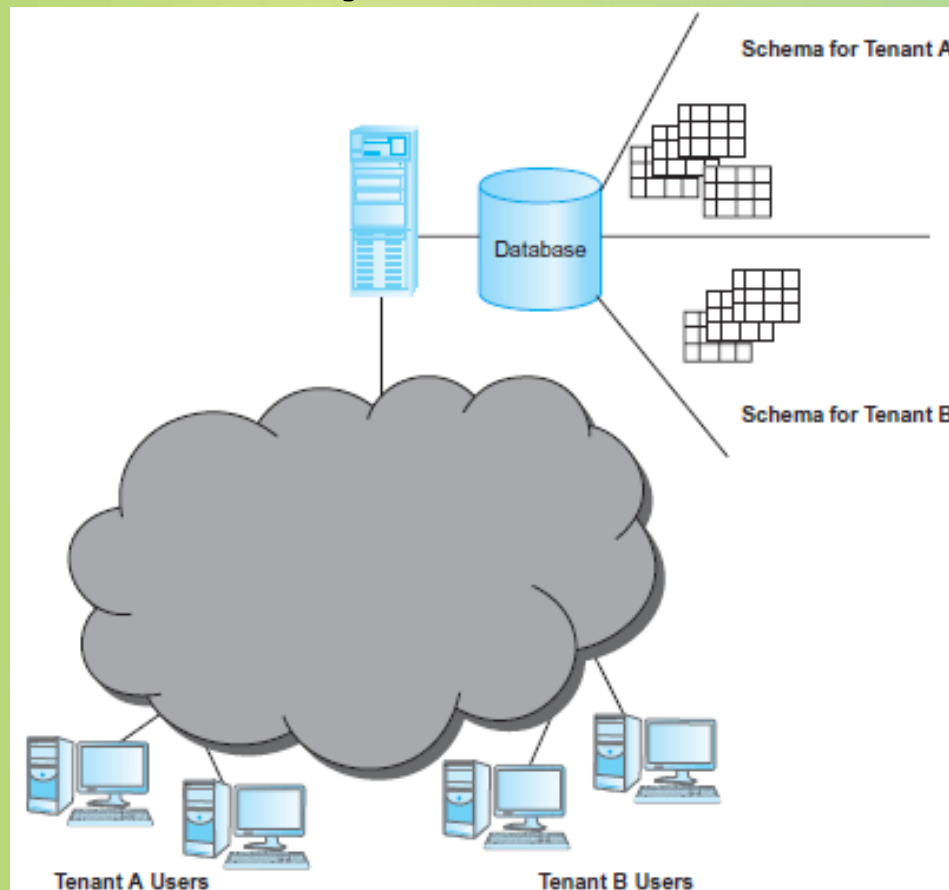 Schema for Tenant A
Database
Schema for Tenant B
Tenant A Users
Tenant B Users